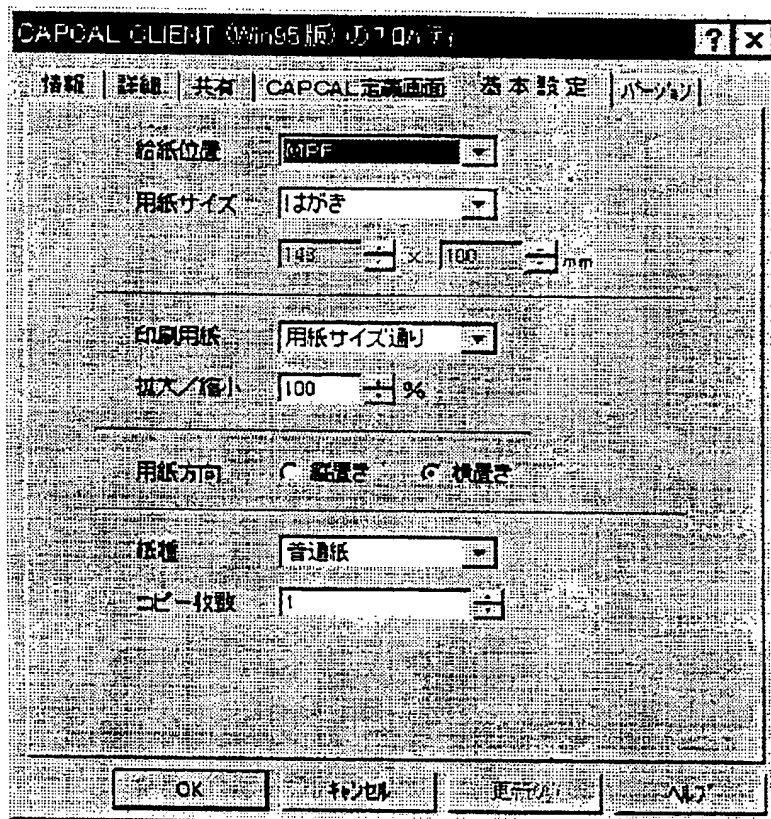 CAPCAL CLIENT (Win95版) のプロパティ
情報 詳細 共有 CAPCAL定義画面 基本設定 バージョン
給紙位置
用紙サイズ はがき
148 × 100 mm
印刷用紙 用紙サイズ通り
拡大/縮小 100 %
用紙方向 縦置き 横置き
紙種 普通紙
コピー枚数 1
OK キャンセル ヘルプ